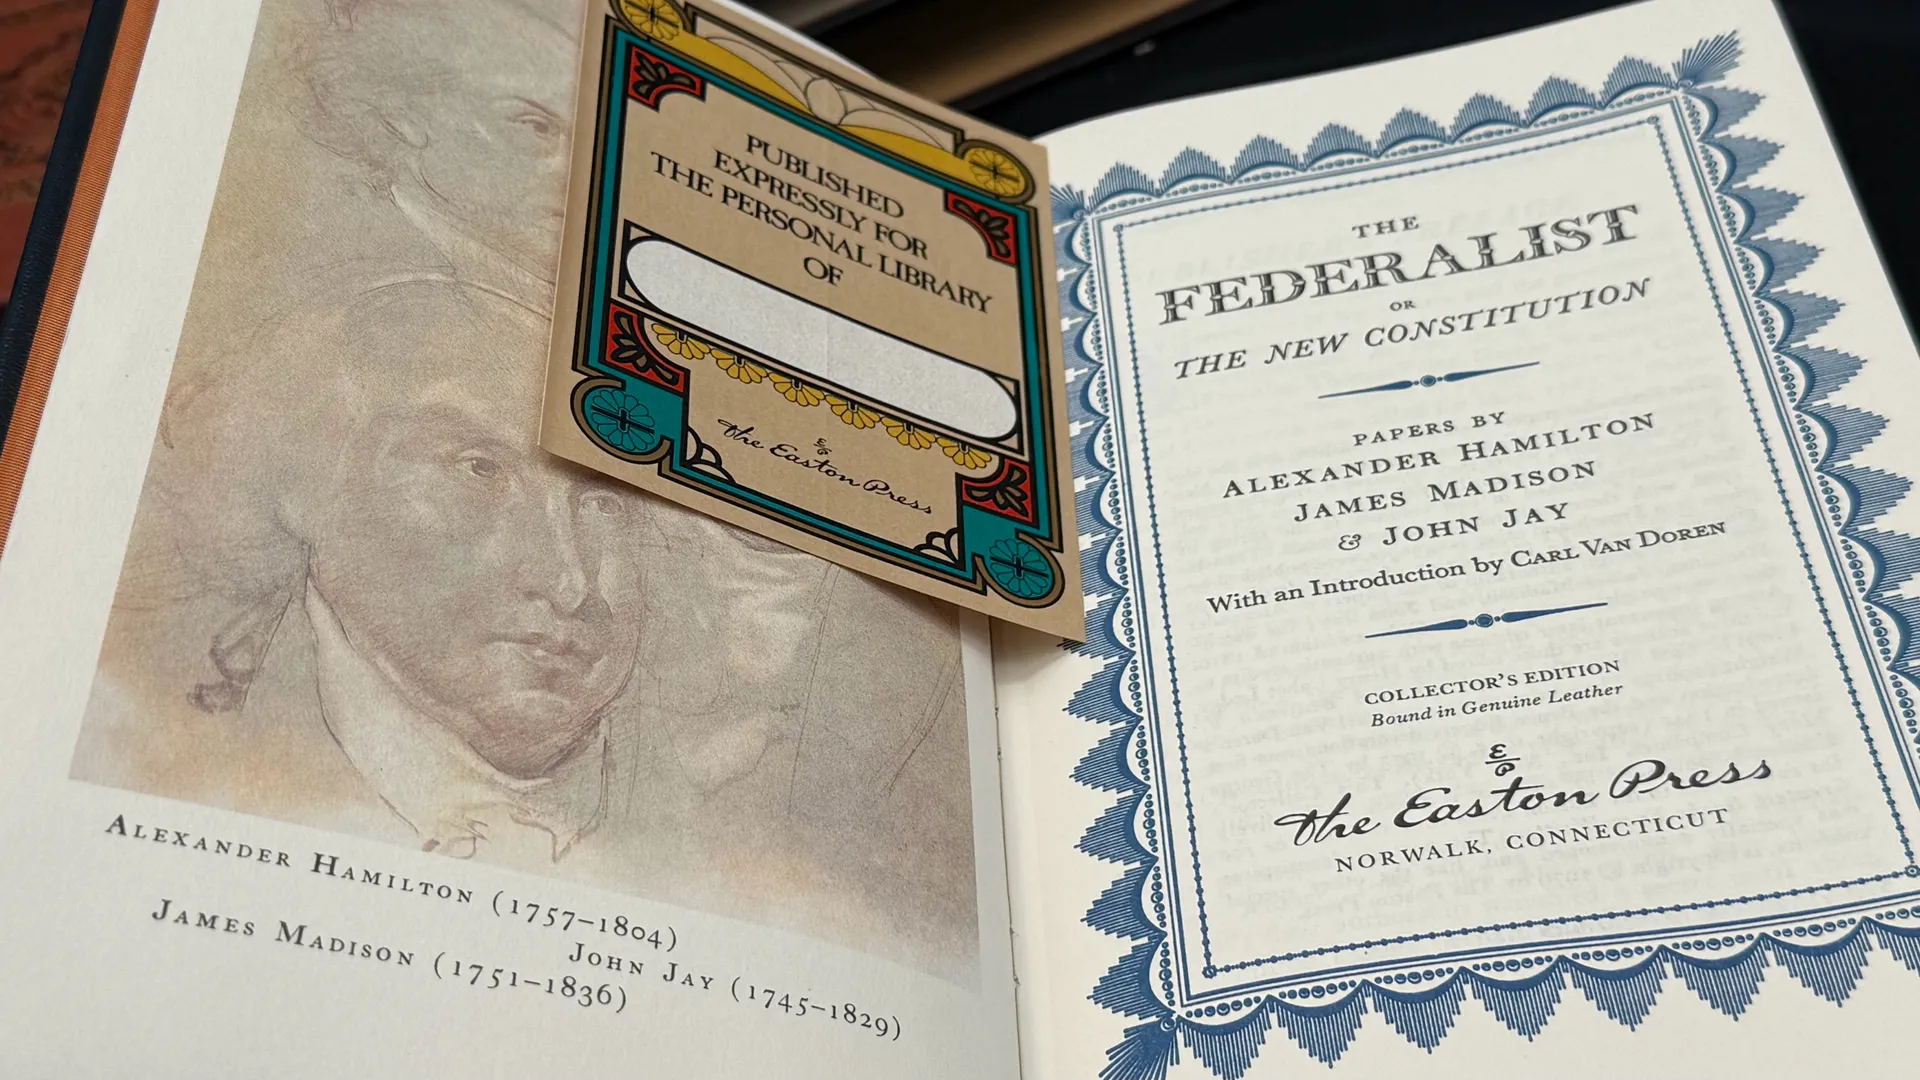 PUBLISHED
EXPRESSLY FOR
THE PERSONAL LIBRARY
OF
The Easton Press
ALEXANDER HAMILTON (1757–1804)
JOHN JAY (1745–1829)
JAMES MADISON (1751–1836)
THE
FEDERALIST
OR
THE NEW CONSTITUTION
PAPERS BY
ALEXANDER HAMILTON
JAMES MADISON
& JOHN JAY
With an Introduction by CARL VAN DOREN
COLLECTOR'S EDITION
Bound in Genuine Leather
The Easton Press
NORWALK, CONNECTICUT